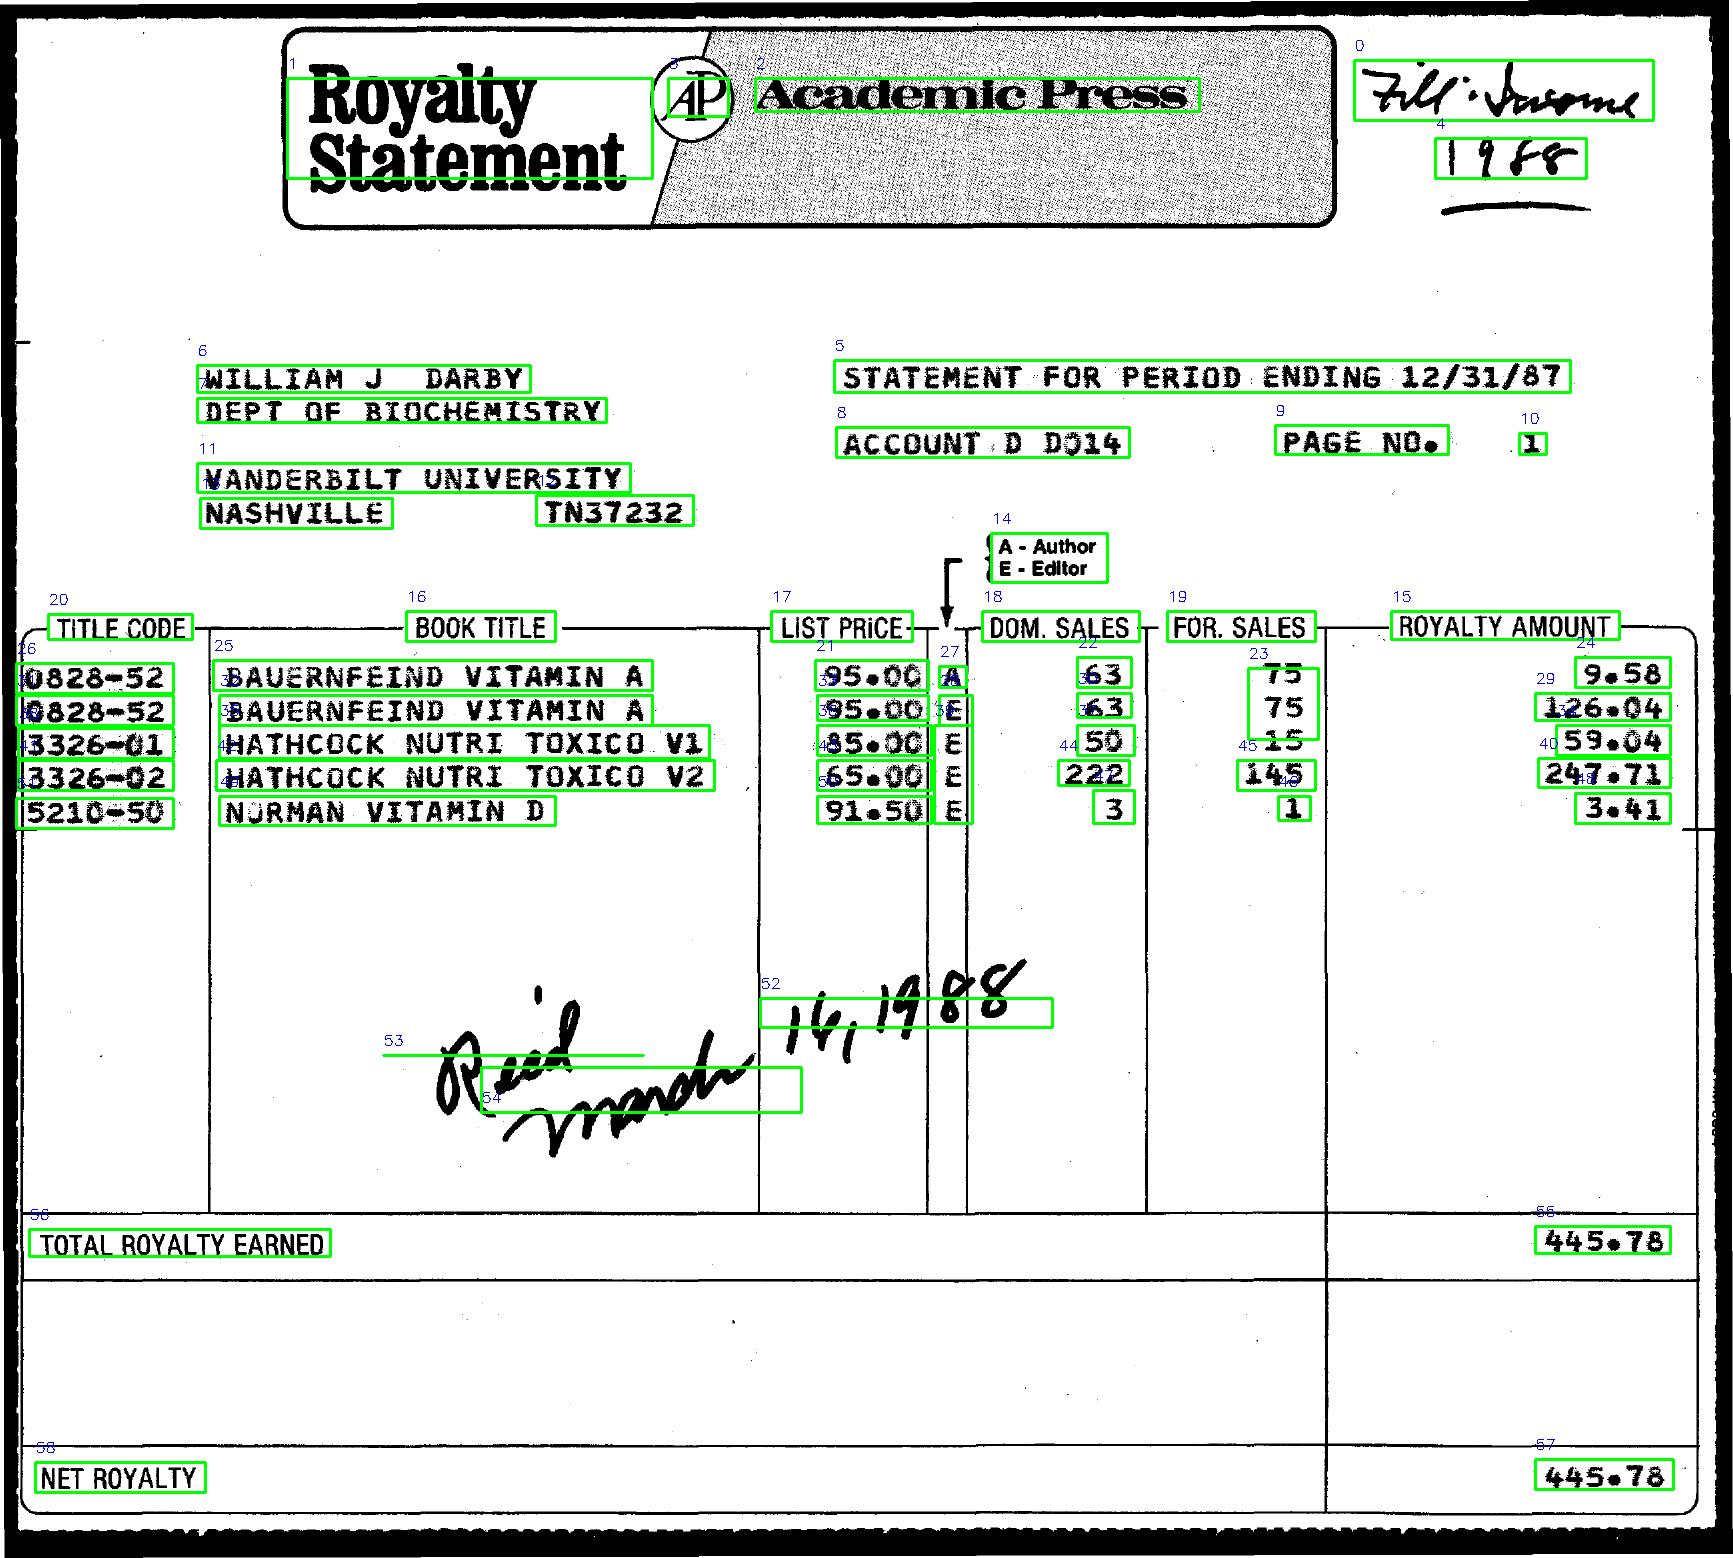 Royalty
Statement
AP
Academic Press
Fill: Income
1988
WILLIAM J DARBY
DEPT OF BIOCHEMISTRY
VANDERBILT UNIVERSITY
NASHVILLE TN37232
STATEMENT FOR PERIOD ENDING 12/31/87
ACCOUNT D D014 PAGE NO. 1
A - Author
E - Editor
TITLE CODE BOOK TITLE LIST PRICE DOM. SALES FOR. SALES ROYALTY AMOUNT
0828-52 BAUERNFEIND VITAMIN A 95.00 A 63 75 9.58
0828-52 BAUERNFEIND VITAMIN A 95.00 E 63 75 126.04
3326-01 HATHCOCK NUTRI TOXICO V1 85.00 E 50 15 59.04
3326-02 HATHCOCK NUTRI TOXICO V2 65.00 E 222 145 247.71
5210-50 NORMAN VITAMIN D 91.50 E 3 1 3.41
Reid
March 16, 1988
TOTAL ROYALTY EARNED 445.78
NET ROYALTY 445.78